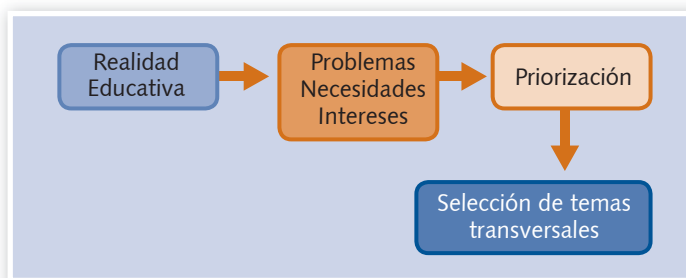 Realidad
Educativa
Problemas
Necesidades
Intereses
Priorización
Selección de temas
transversales